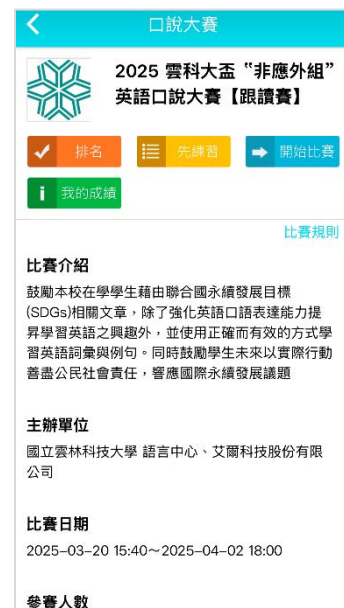 口說大賽
2025 雲科大盃 “非應外組”
英語口說大賽【跟讀賽】
排名
先練習
開始比賽
我的成績
比賽規則
比賽介紹
鼓勵本校在學學生藉由聯合國永續發展目標
(SDGs)相關文章，除了強化英語口語表達能力提
昇學習英語之興趣外，並使用正確而有效的方式學
習英語詞彙與例句。同時鼓勵學生未來以實際行動
善盡公民社會責任，響應國際永續發展議題
主辦單位
國立雲林科技大學 語言中心、艾爾科技股份有限
公司
比賽日期
2025–03–20 15:40～2025–04–02 18:00
參賽人數